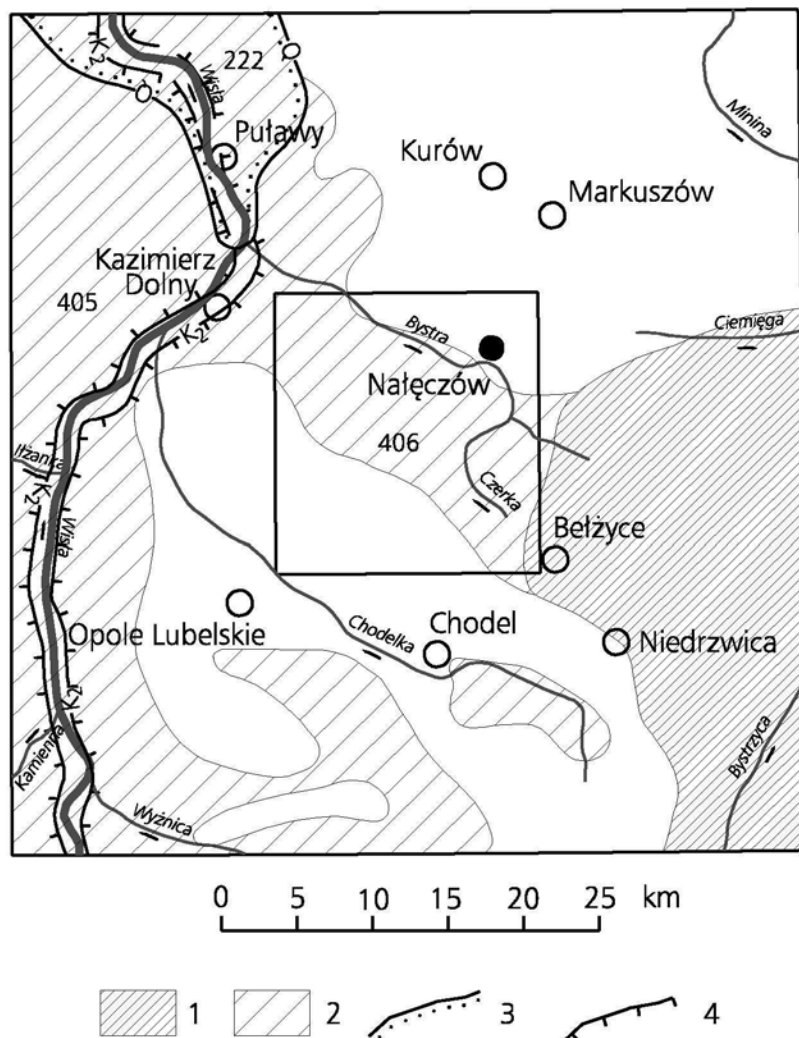 K2
Wisła
222
Q
Q
Puławy
Minina
Kurów
Markuszów
Kazimierz
Dolny
405
K2
Bystra
Ciemięga
Nałęczów
406
Czerka
Iłżanka
K2
Wisła
Bełżyce
Opole Lubelskie
Chodelka
Chodel
Niedrzwica
K2
Kamienna
Bystrzyca
Wyżnica
0 5 10 15 20 25 km
1 2 3 4